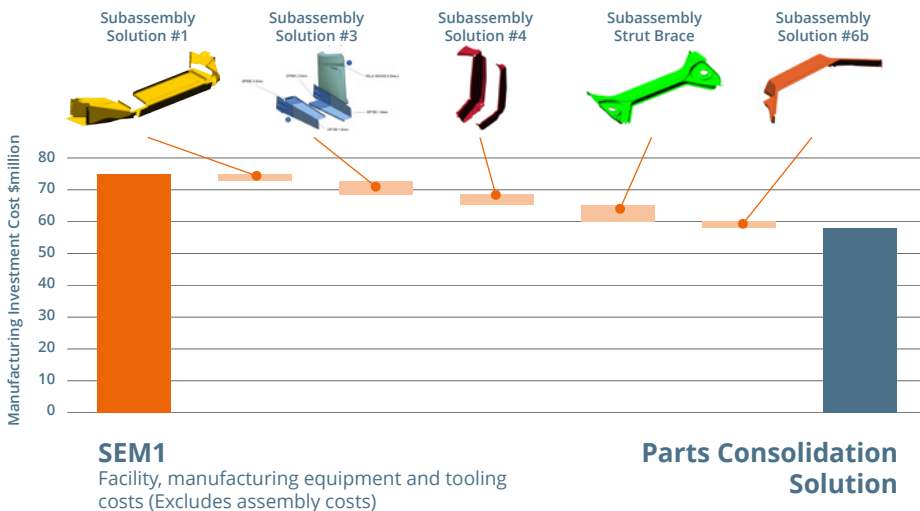 Subassembly
Solution #1
Subassembly
Solution #3
Subassembly
Solution #4
Subassembly
Strut Brace
Subassembly
Solution #6b
Manufacturing Investment Cost $million
80
70
60
50
40
30
20
10
0
SEM1
Facility, manufacturing equipment and tooling
costs (Excludes assembly costs)
Parts Consolidation
Solution